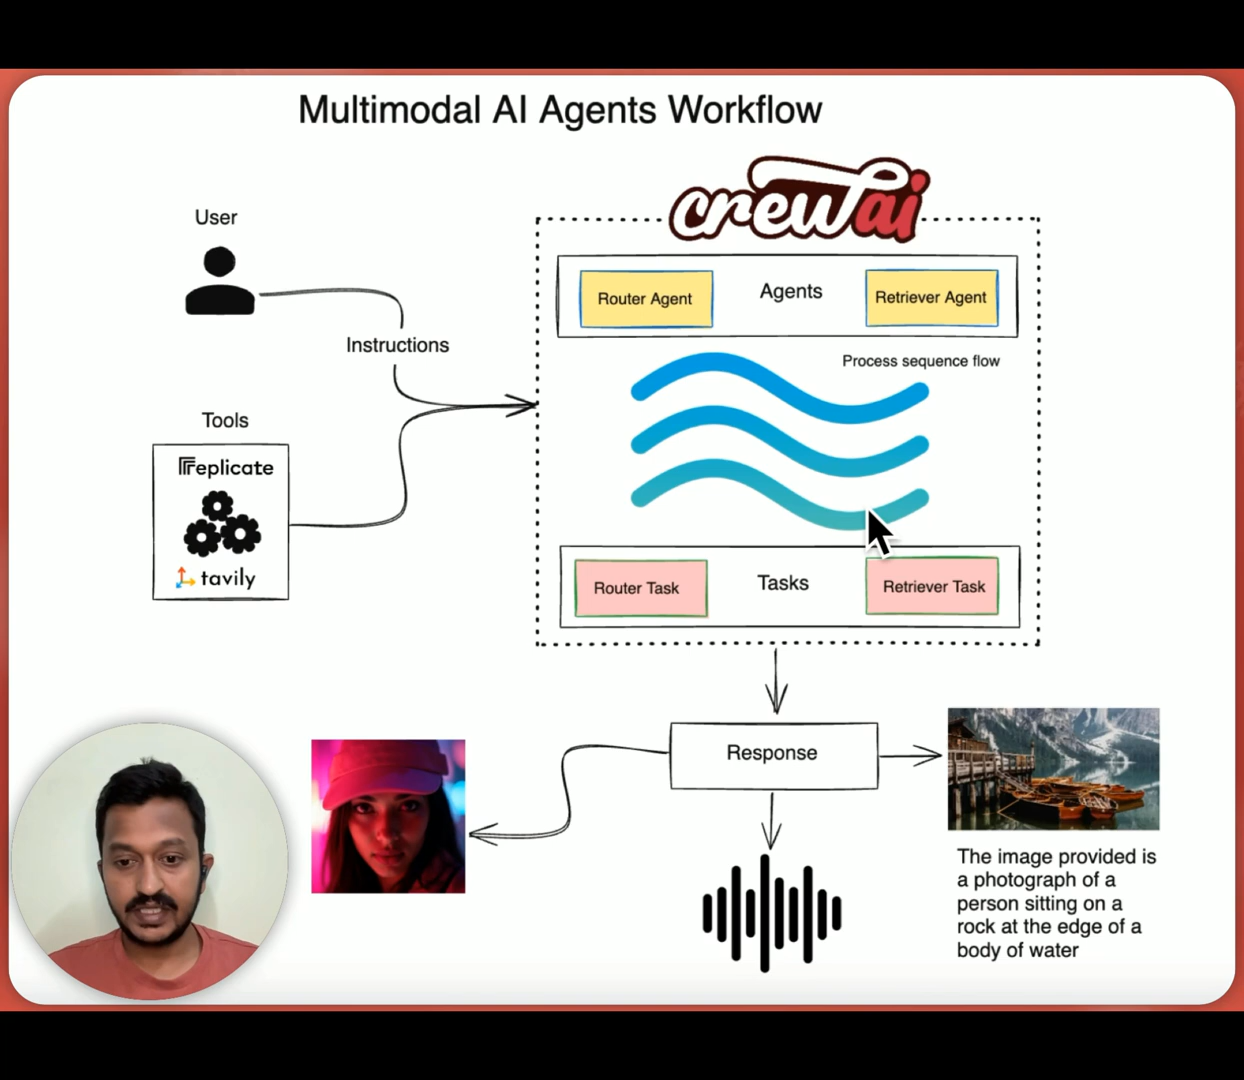 Multimodal AI Agents Workflow
crewai
User
Router Agent
Agents
Retriever Agent
Instructions
Process sequence flow
Tools
replicate
tavily
Router Task
Tasks
Retriever Task
Response
The image provided is
a photograph of a
person sitting on a
rock at the edge of a
body of water